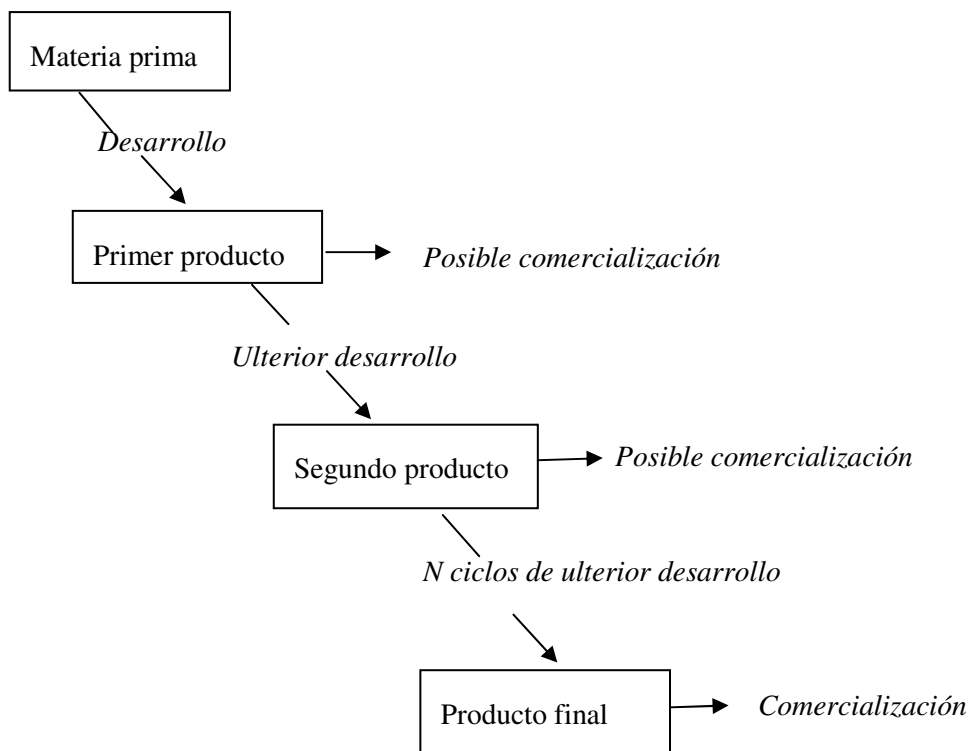 Materia prima
Desarrollo
Primer producto
Posible comercialización
Ulterior desarrollo
Segundo producto
Posible comercialización
N ciclos de ulterior desarrollo
Producto final
Comercialización